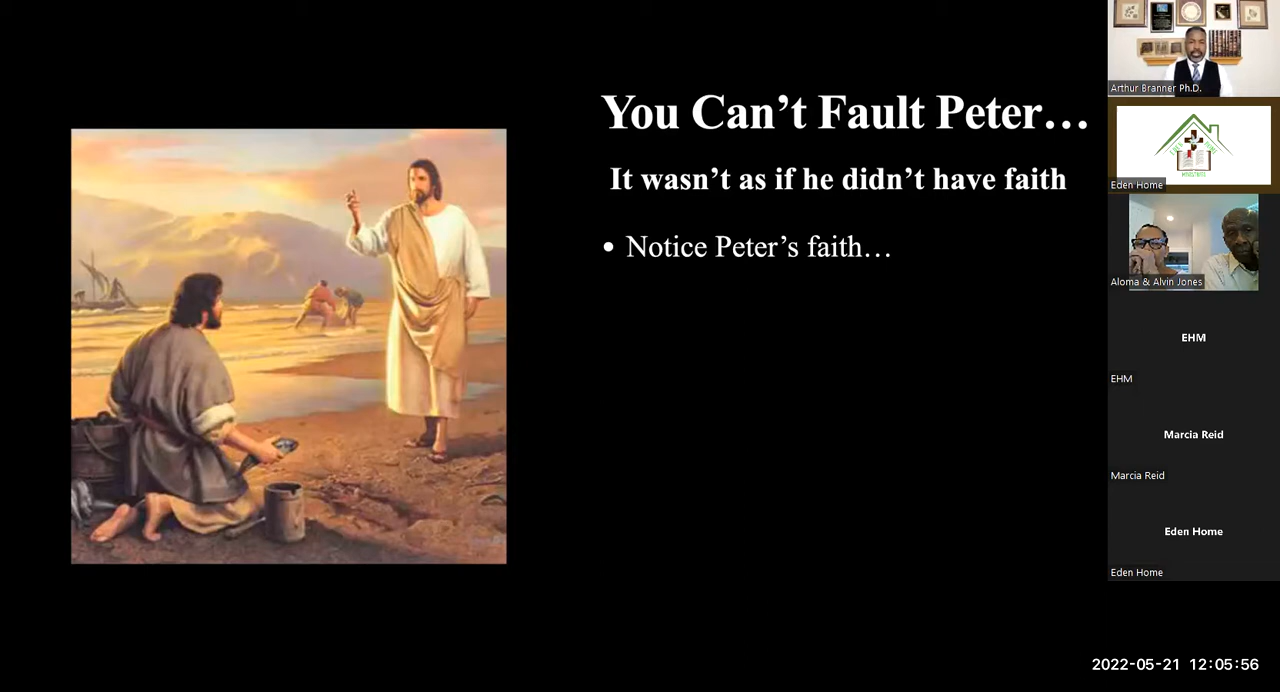 You Can't Fault Peter…
It wasn't as if he didn't have faith
• Notice Peter's faith…
Arthur Branner Ph.D.
MINISTRIES
Eden Home
Aloma & Alvin Jones
EHM
EHM
Marcia Reid
Marcia Reid
Eden Home
Eden Home
2022-05-21 12:05:56